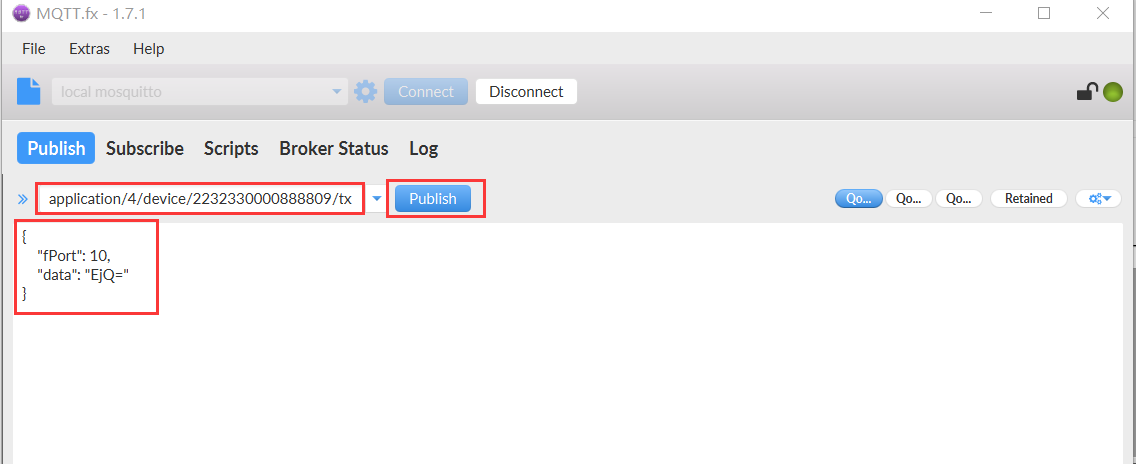 MQTT.fx - 1.7.1
File Extras Help
local mosquitto Connect Disconnect
Publish Subscribe Scripts Broker Status Log
application/4/device/2232330000888809/tx Publish Qo... Qo... Qo... Retained
{
"fPort": 10,
"data": "EjQ="
}